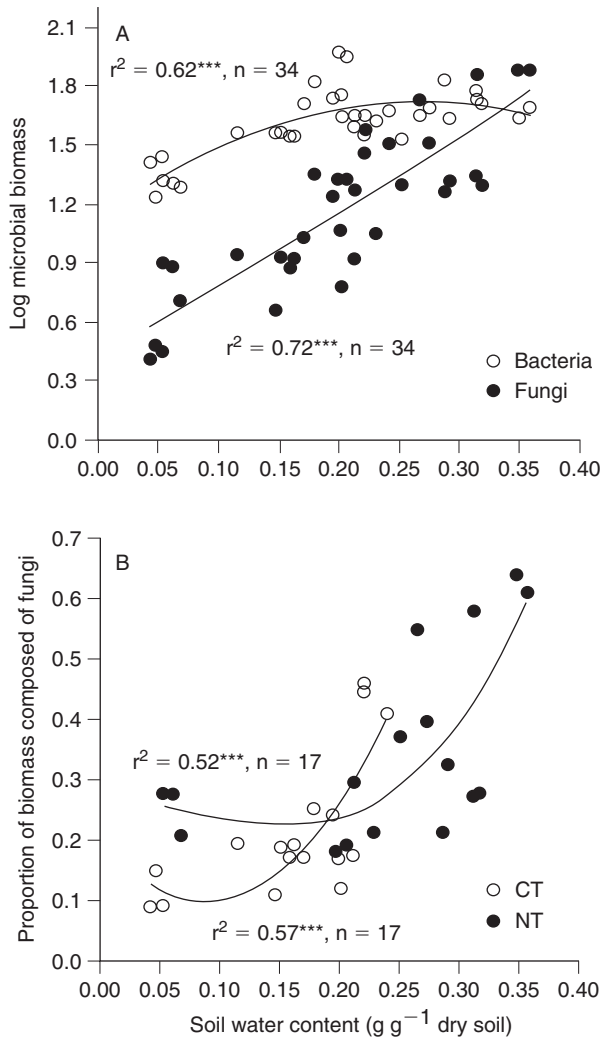 A
r² = 0.62***, n = 34
2.1
1.8
1.5
1.2
0.9
0.6
0.3
0.0
Log microbial biomass
r² = 0.72***, n = 34
Bacteria
Fungi
0.00 0.05 0.10 0.15 0.20 0.25 0.30 0.35 0.40
B
0.7
0.6
0.5
0.4
0.3
0.2
0.1
0.0
Proportion of biomass composed of fungi
r² = 0.52***, n = 17
r² = 0.57***, n = 17
CT
NT
0.00 0.05 0.10 0.15 0.20 0.25 0.30 0.35 0.40
Soil water content (g g⁻¹ dry soil)